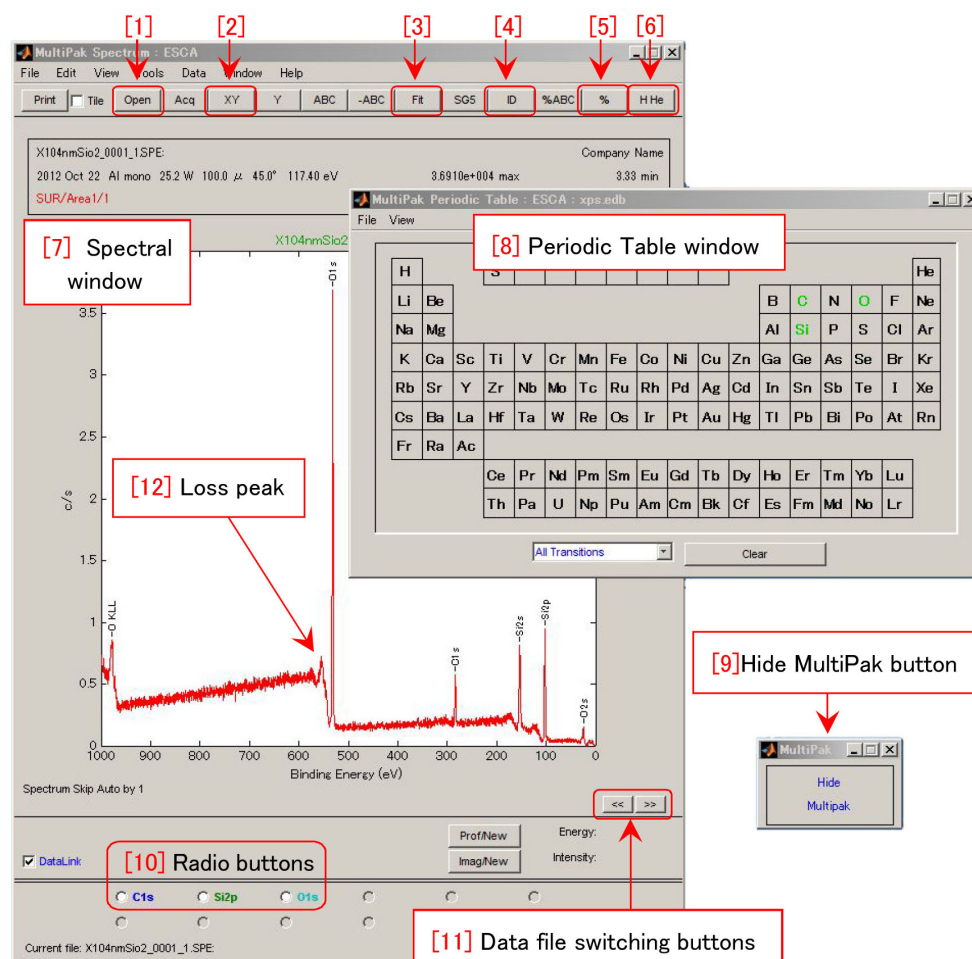 [1] [2] [3] [4] [5] [6]
MultiPak Spectrum : ESCA
File Edit View Tools Data Window Help
Print Tile Open Acq XY Y ABC -ABC Fit SG5 ID %ABC % H He
X104nmSio2_0001_1.SPE: Company Name
2012 Oct 22 Al mono 25.2 W 100.0 μ 45.0° 117.40 eV 3.6910e+004 max 3.33 min
SUR/Area1/1
MultiPak Periodic Table : ESCA : xps.edb
File View
[7] Spectral
window
X104nmSio2
[8] Periodic Table window
H S He
Li Be B C N O F Ne
Na Mg Al Si P S Cl Ar
K Ca Sc Ti V Cr Mn Fe Co Ni Cu Zn Ga Ge As Se Br Kr
Rb Sr Y Zr Nb Mo Tc Ru Rh Pd Ag Cd In Sn Sb Te I Xe
Cs Ba La Hf Ta W Re Os Ir Pt Au Hg Tl Pb Bi Po At Rn
Fr Ra Ac
Ce Pr Nd Pm Sm Eu Gd Tb Dy Ho Er Tm Yb Lu
Th Pa U Np Pu Am Cm Bk Cf Es Fm Md No Lr
All Transitions Clear
-O1s
3.5
3
2.5
2
1.5
1
0.5
0
c/s
[12] Loss peak
-O KLL
-C1s
-Si2s
-Si2p
-O2s
1000 900 800 700 600 500 400 300 200 100 0
Binding Energy (eV)
Spectrum Skip Auto by 1
<< >>
[9]Hide MultiPak button
MultiPak
Hide
Multipak
Prof/New Energy:
DataLink
Imag/New Intensity:
[10] Radio buttons
C1s Si2p O1s
[11] Data file switching buttons
Current file: X104nmSio2_0001_1.SPE: